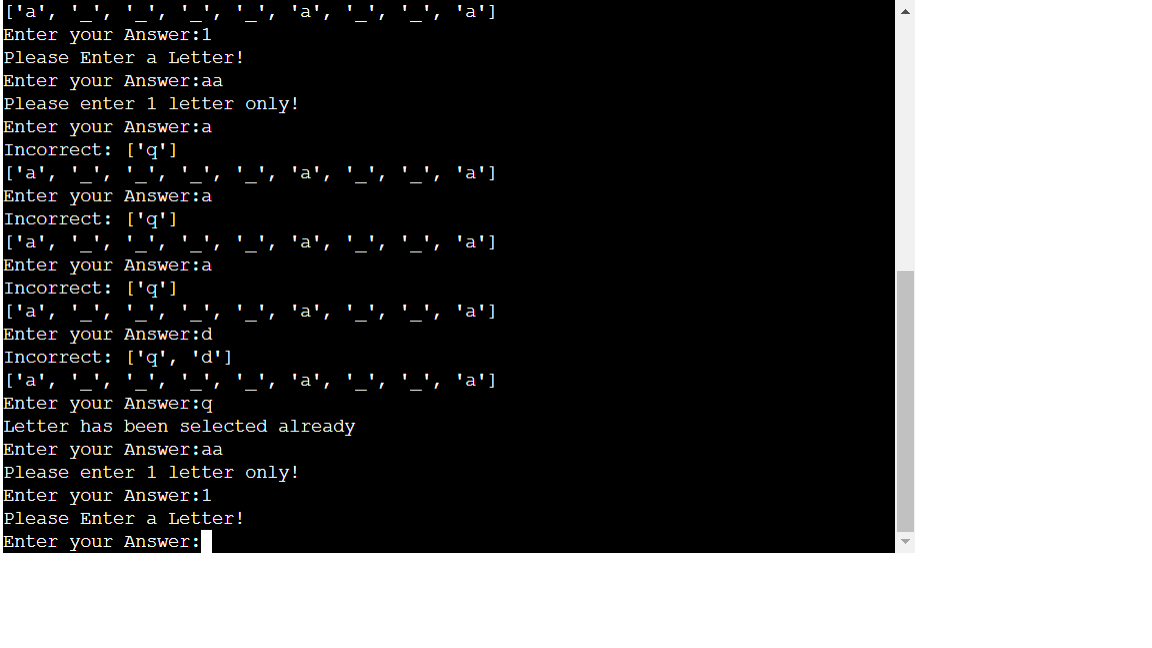 ['a', '_', '_', '_', '_', 'a', '_', '_', 'a']
Enter your Answer:1
Please Enter a Letter!
Enter your Answer:aa
Please enter 1 letter only!
Enter your Answer:a
Incorrect: ['q']
['a', '_', '_', '_', '_', 'a', '_', '_', 'a']
Enter your Answer:a
Incorrect: ['q']
['a', '_', '_', '_', '_', 'a', '_', '_', 'a']
Enter your Answer:a
Incorrect: ['q']
['a', '_', '_', '_', '_', 'a', '_', '_', 'a']
Enter your Answer:d
Incorrect: ['q', 'd']
['a', '_', '_', '_', '_', 'a', '_', '_', 'a']
Enter your Answer:q
Letter has been selected already
Enter your Answer:aa
Please enter 1 letter only!
Enter your Answer:1
Please Enter a Letter!
Enter your Answer: